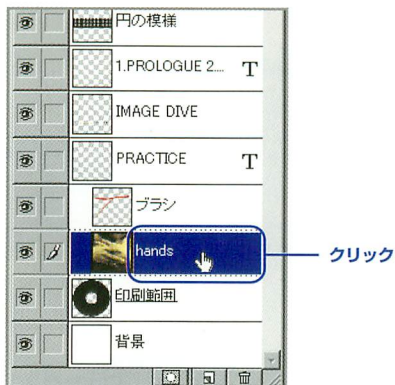 円の模様
1.PROLOGUE 2... T
IMAGE DIVE
PRACTICE T
ブラシ
hands
クリック
印刷範囲
背景